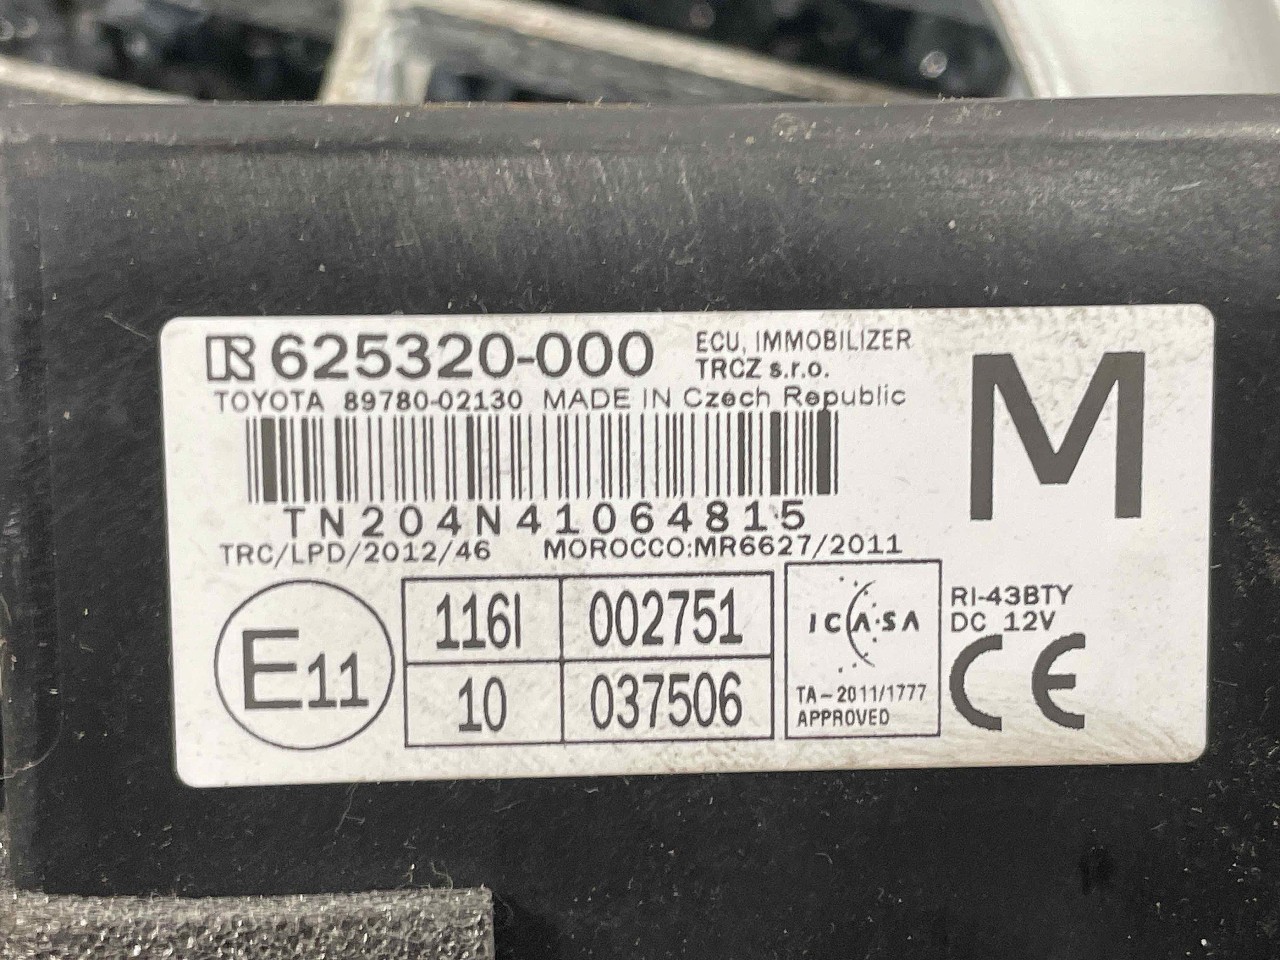 625320-000
ECU, IMMOBILIZER
TRCZ s.r.o.
TOYOTA 89780-02130 MADE IN Czech Republic
M
TN204N41064815
TRC/LPD/2012/46 MOROCCO:MR6627/2011
E11
116I 002751
10 037506
ICASA
TA-2011/1777
APPROVED
RI-43BTY
DC 12V
CE